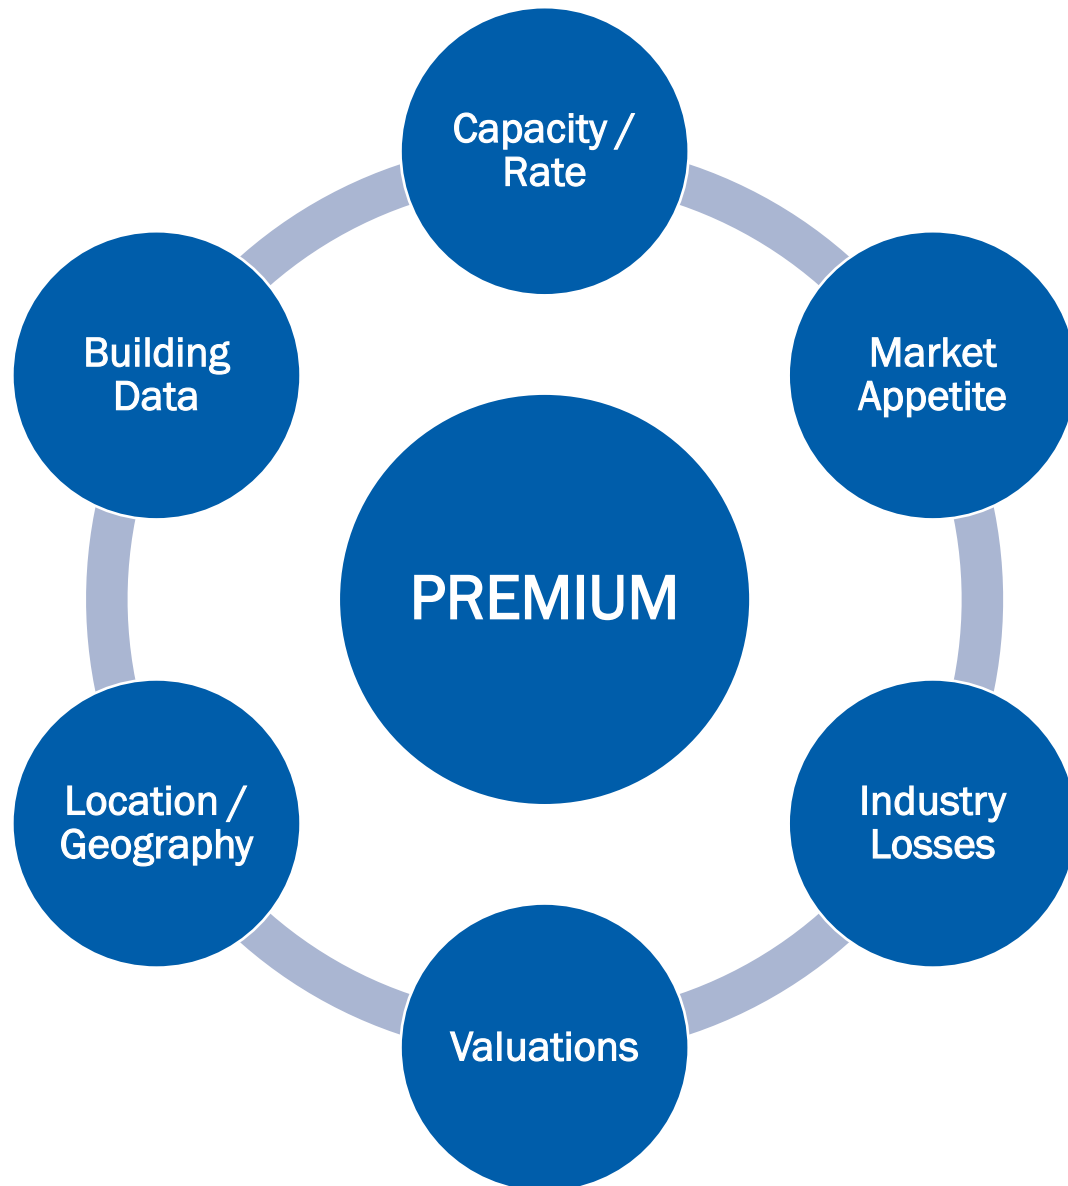 Capacity /
Rate
Market
Appetite
Industry
Losses
Valuations
Location /
Geography
Building
Data
PREMIUM